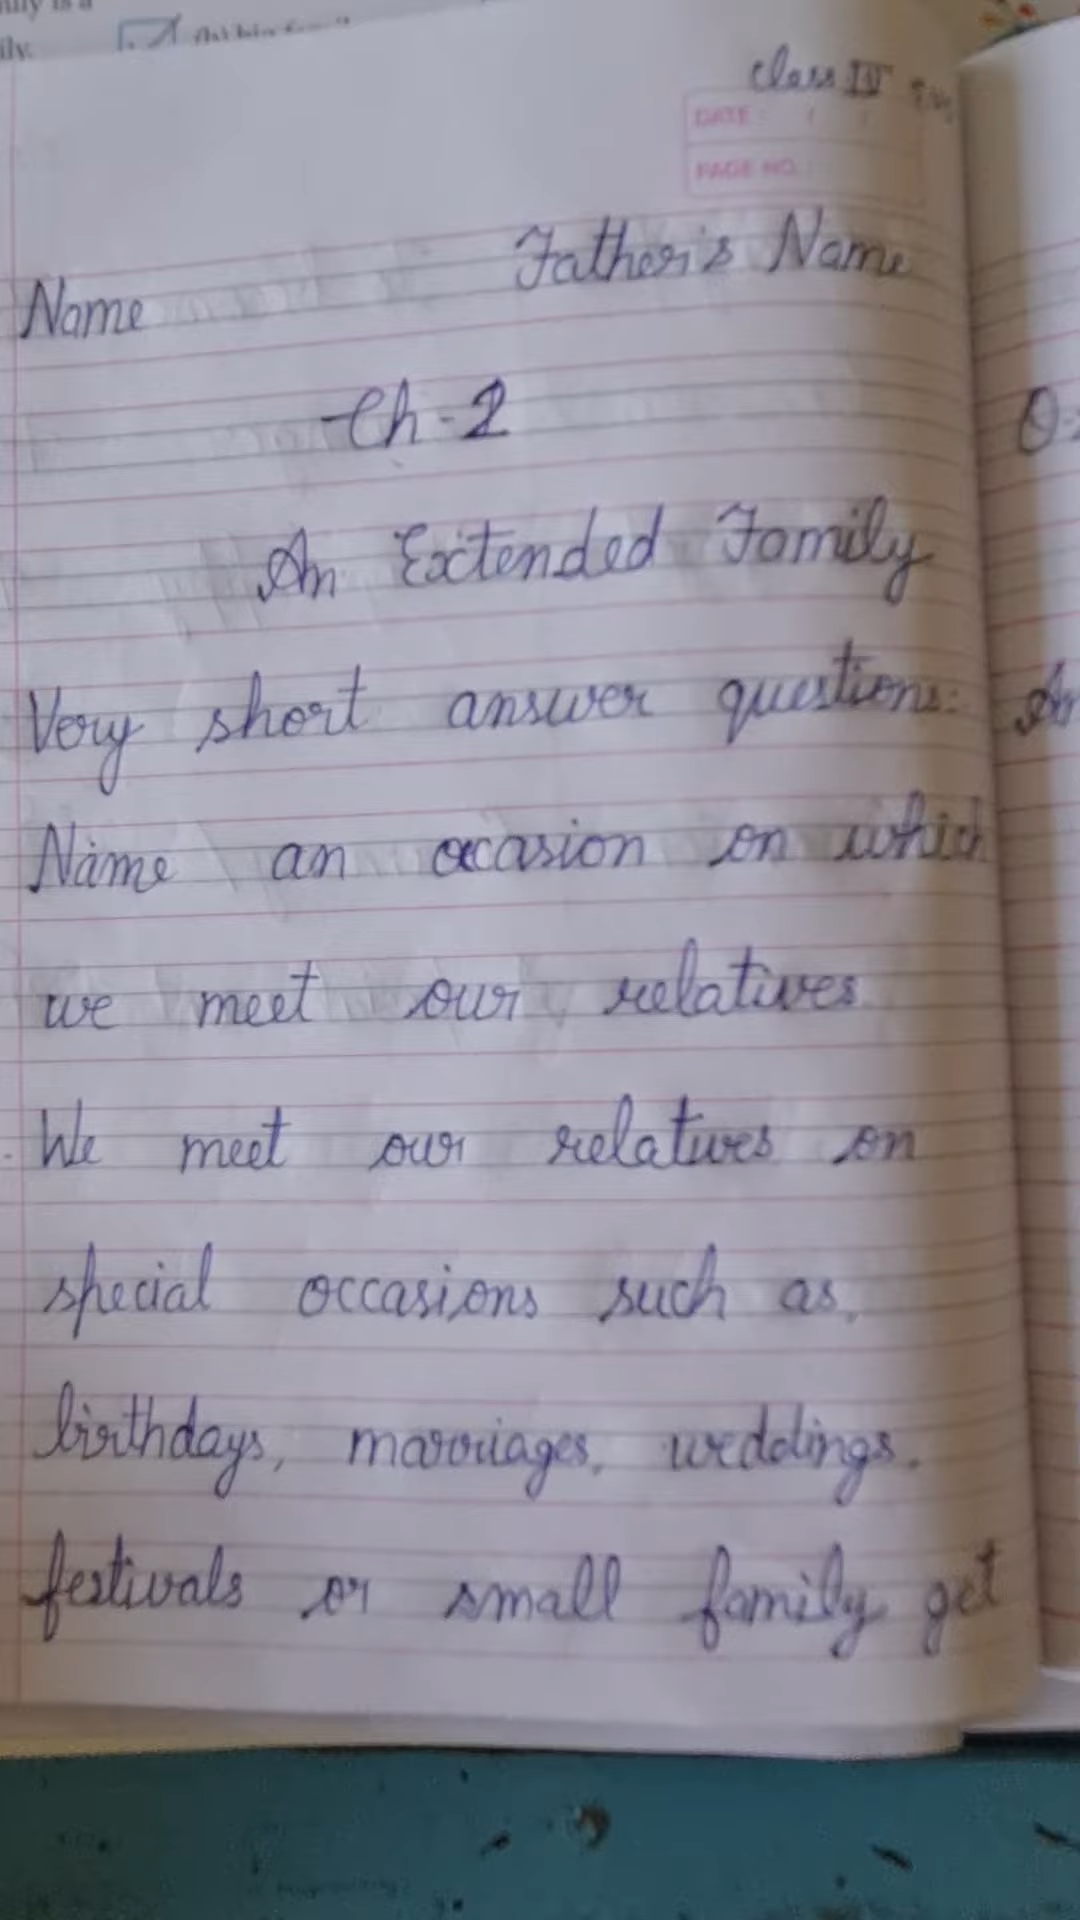 ily.
Class IV
DATE: / /
PAGE NO.:
Father's Name
Name
Ch-2
An Extended Family
Very short answer questions:
Name an occasion on which
we meet our relatives
We meet our relatives on
special occasions such as,
birthdays, marriages, weddings.
festivals or small family get